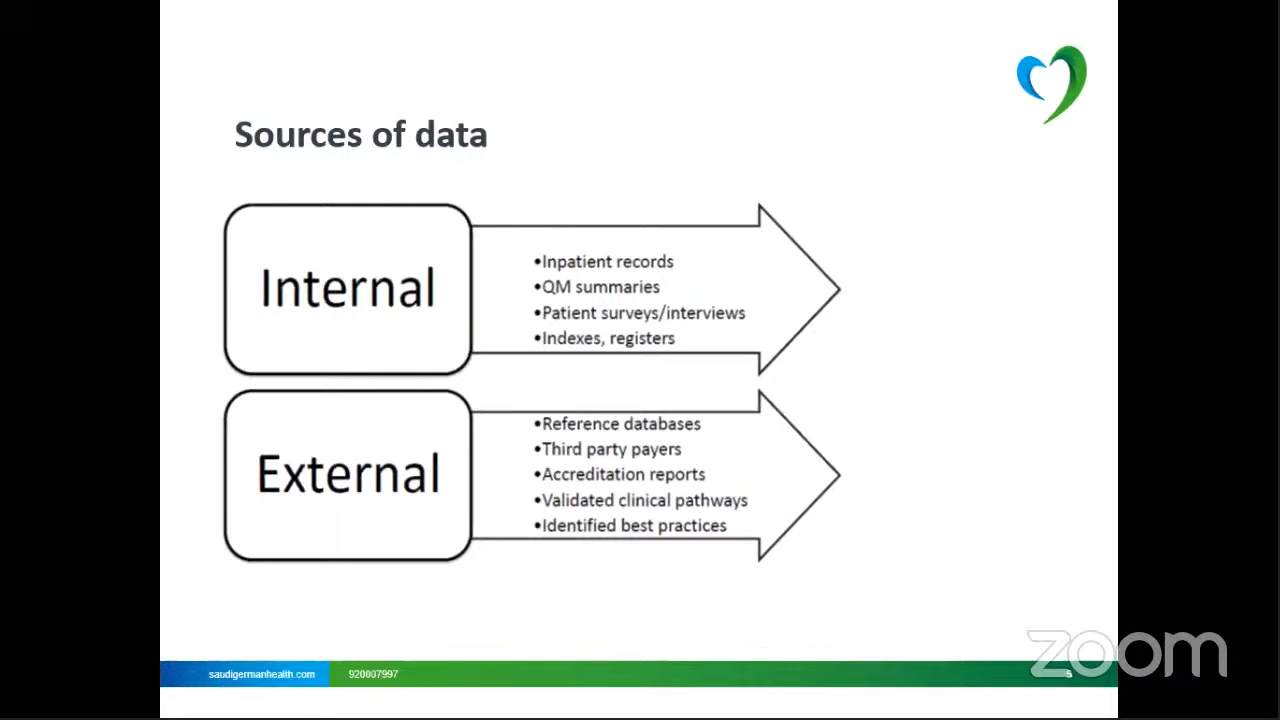 Sources of data
Internal
•Inpatient records
•QM summaries
•Patient surveys/interviews
•Indexes, registers
External
•Reference databases
•Third party payers
•Accreditation reports
•Validated clinical pathways
•Identified best practices
saudigermanhealth.com 920007997 5
zoom